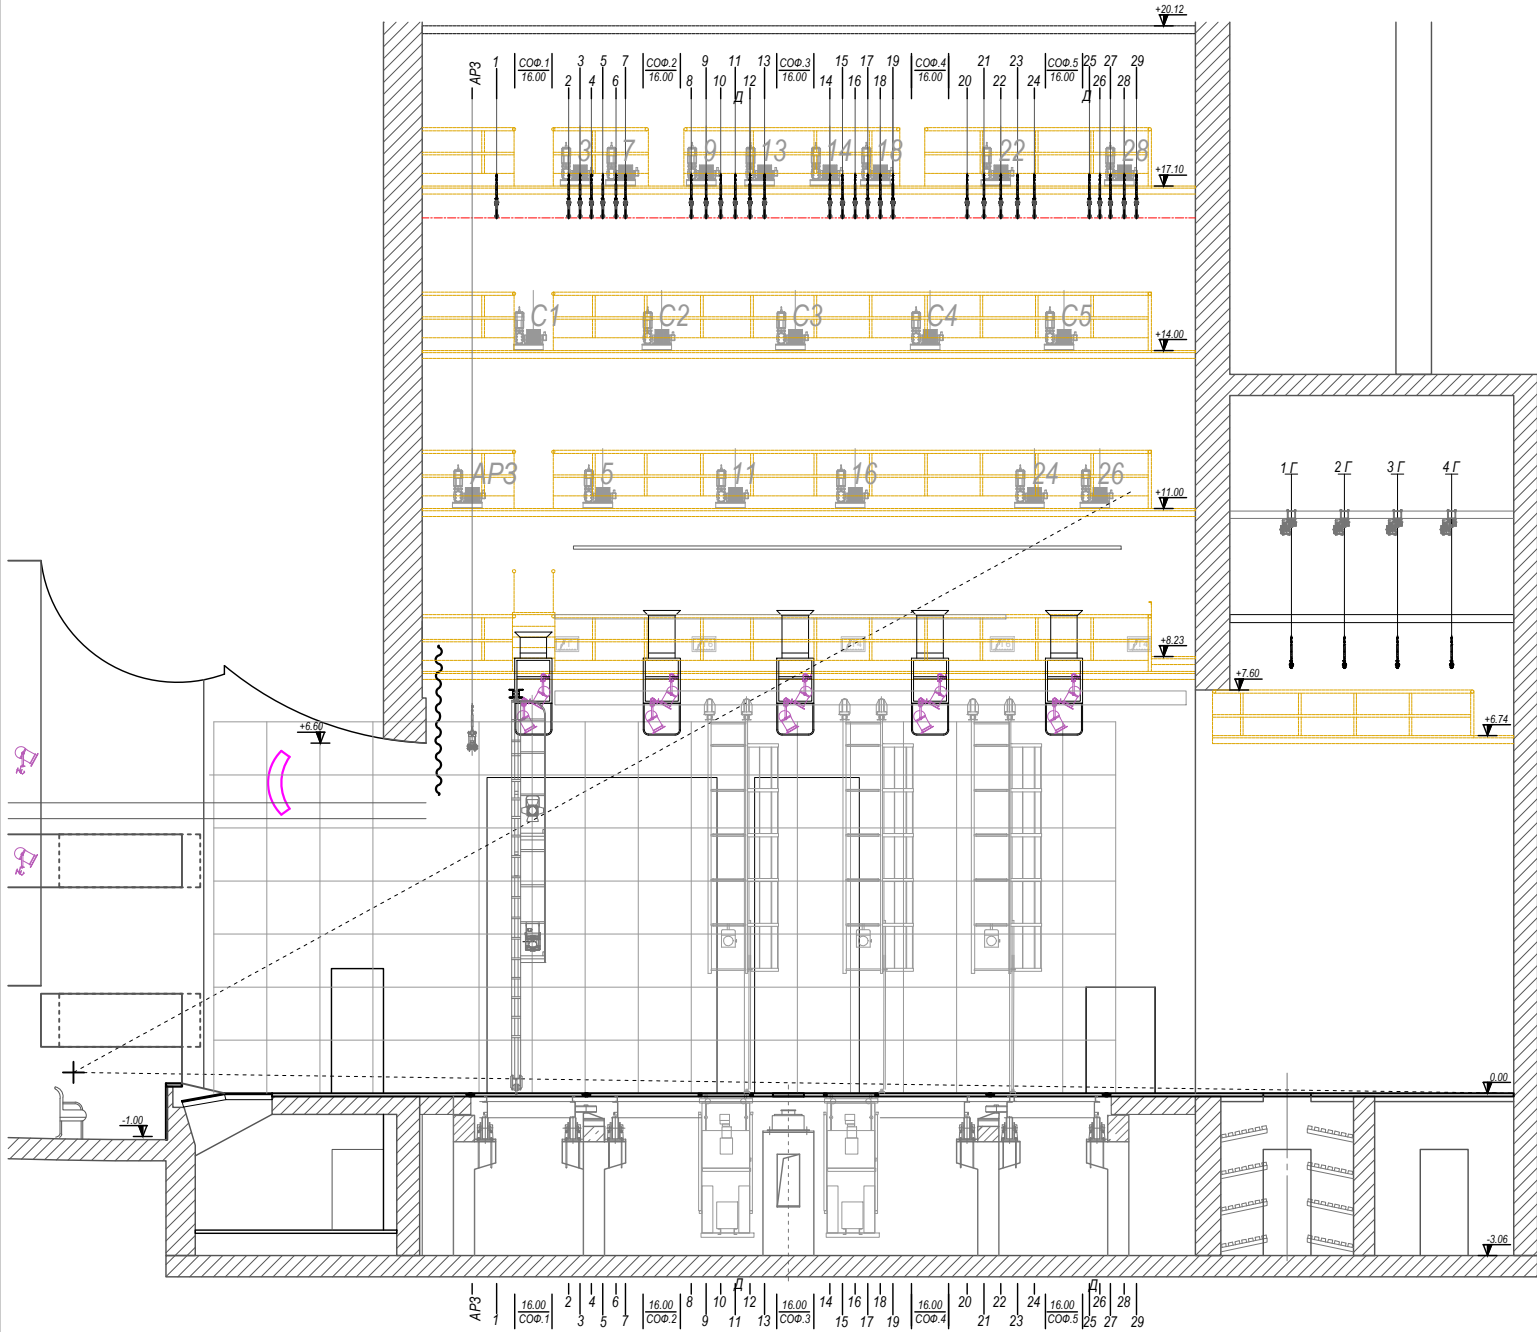 +20.12
АРЗ 1 СОФ.1 3 5 7 СОФ.2 9 11 13 СОФ.3 15 17 19 СОФ.4 21 23 СОФ.5 25 27 29
16.00 2 4 6 16.00 8 10 12 16.00 14 16 18 16.00 20 22 24 16.00 26 28
Д Д
3 7 9 13 14 18 22 28
+17.10
С1 С2 С3 С4 С5
+14.00
АРЗ 5 11 16 24 26
+11.00
1 Г 2 Г 3 Г 4 Г
+8.23
+7.60
+6.60
+6.74
0.00
-1.00
-3.06
Д Д
АРЗ 16.00 2 4 6 16.00 8 10 12 16.00 14 16 18 16.00 20 22 24 16.00 26 28
1 СОФ.1 3 5 7 СОФ.2 9 11 13 СОФ.3 15 17 19 СОФ.4 21 23 СОФ.5 25 27 29